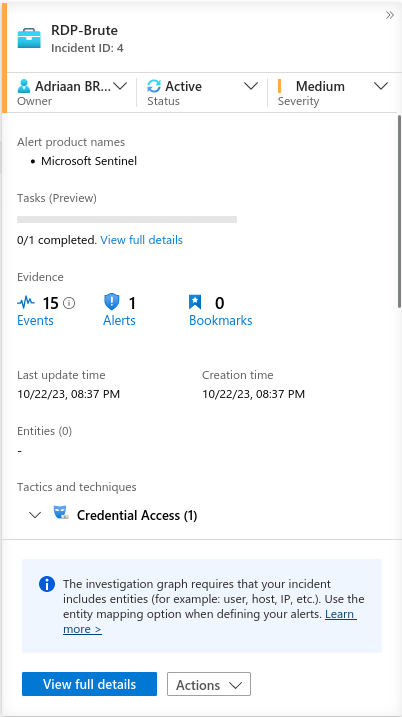 RDP-Brute
Incident ID: 4
Adriaan BR... Active Medium
Owner Status Severity
Alert product names
• Microsoft Sentinel
Tasks (Preview)
0/1 completed. View full details
Evidence
15 1 0
Events Alerts Bookmarks
Last update time Creation time
10/22/23, 08:37 PM 10/22/23, 08:37 PM
Entities (0)
-
Tactics and techniques
Credential Access (1)
The investigation graph requires that your incident
includes entities (for example: user, host, IP, etc.). Use the
entity mapping option when defining your alerts. Learn
more >
View full details Actions